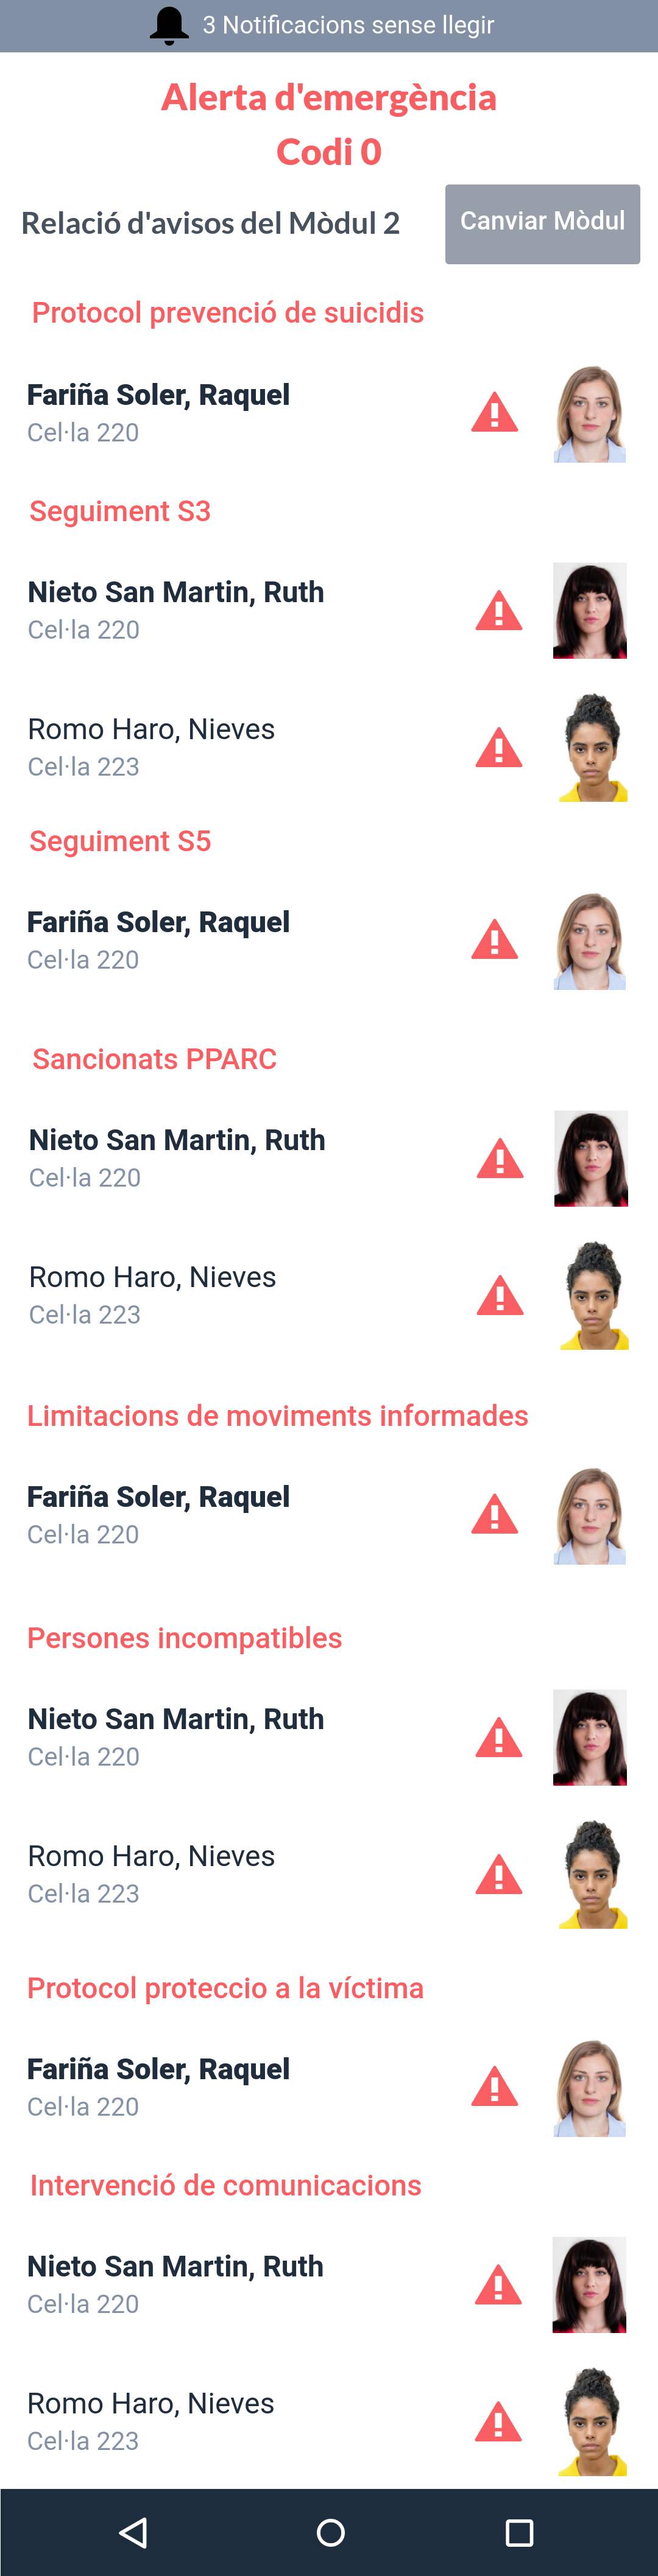 3 Notificacions sense llegir
Alerta d'emergència
Codi 0
Relació d'avisos del Mòdul 2
Canviar Mòdul
Protocol prevenció de suicidis
Fariña Soler, Raquel
Cel·la 220
Seguiment S3
Nieto San Martin, Ruth
Cel·la 220
Romo Haro, Nieves
Cel·la 223
Seguiment S5
Fariña Soler, Raquel
Cel·la 220
Sancionats PPARC
Nieto San Martin, Ruth
Cel·la 220
Romo Haro, Nieves
Cel·la 223
Limitacions de moviments informades
Fariña Soler, Raquel
Cel·la 220
Persones incompatibles
Nieto San Martin, Ruth
Cel·la 220
Romo Haro, Nieves
Cel·la 223
Protocol proteccio a la víctima
Fariña Soler, Raquel
Cel·la 220
Intervenció de comunicacions
Nieto San Martin, Ruth
Cel·la 220
Romo Haro, Nieves
Cel·la 223